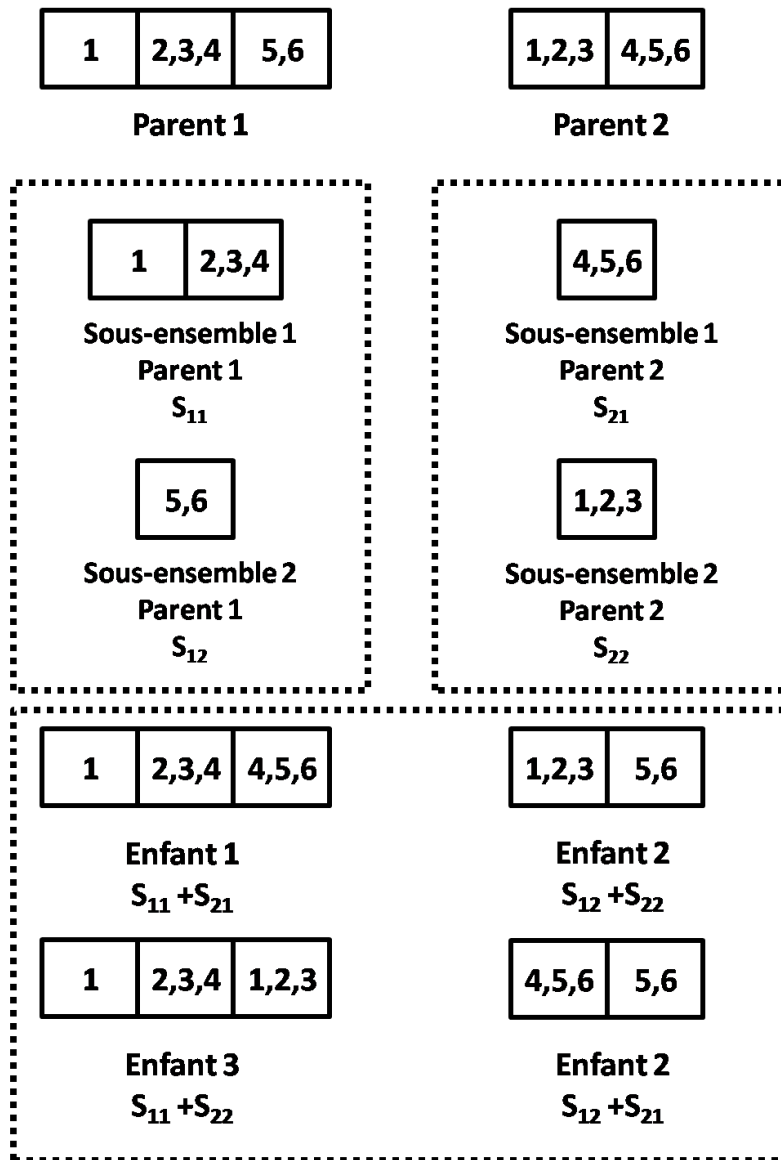 1 2,3,4 5,6
Parent 1
1,2,3 4,5,6
Parent 2
1 2,3,4
Sous-ensemble 1
Parent 1
S₁₁
5,6
Sous-ensemble 2
Parent 1
S₁₂
4,5,6
Sous-ensemble 1
Parent 2
S₂₁
1,2,3
Sous-ensemble 2
Parent 2
S₂₂
1 2,3,4 4,5,6
Enfant 1
S₁₁ +S₂₁
1,2,3 5,6
Enfant 2
S₁₂ +S₂₂
1 2,3,4 1,2,3
Enfant 3
S₁₁ +S₂₂
4,5,6 5,6
Enfant 2
S₁₂ +S₂₁